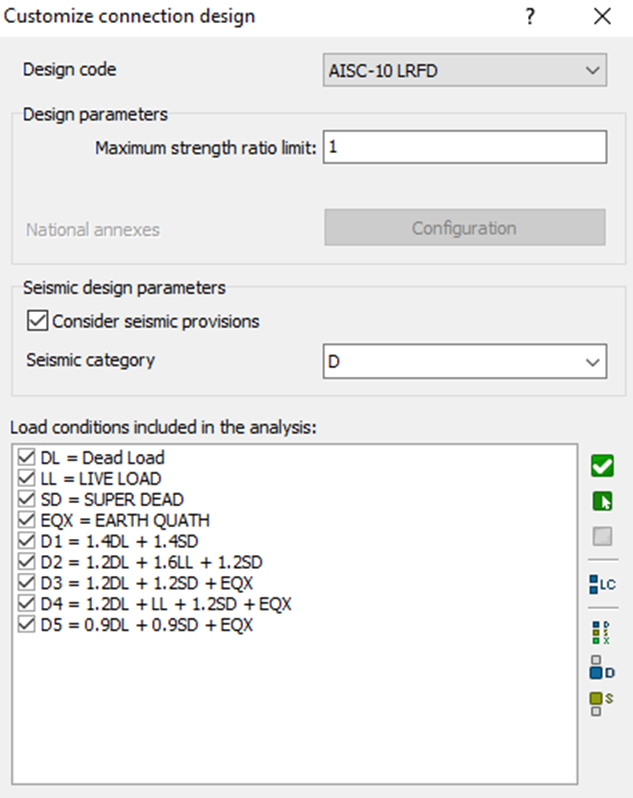 Customize connection design
?
Design code
AISC-10 LRFD
Design parameters
Maximum strength ratio limit: 1
National annexes
Configuration
Seismic design parameters
Consider seismic provisions
Seismic category
D
Load conditions included in the analysis:
DL = Dead Load
LL = LIVE LOAD
SD = SUPER DEAD
EQX = EARTH QUATH
D1 = 1.4DL + 1.4SD
D2 = 1.2DL + 1.6LL + 1.2SD
D3 = 1.2DL + 1.2SD + EQX
D4 = 1.2DL + LL + 1.2SD + EQX
D5 = 0.9DL + 0.9SD + EQX
LC
D
S
X
D
S